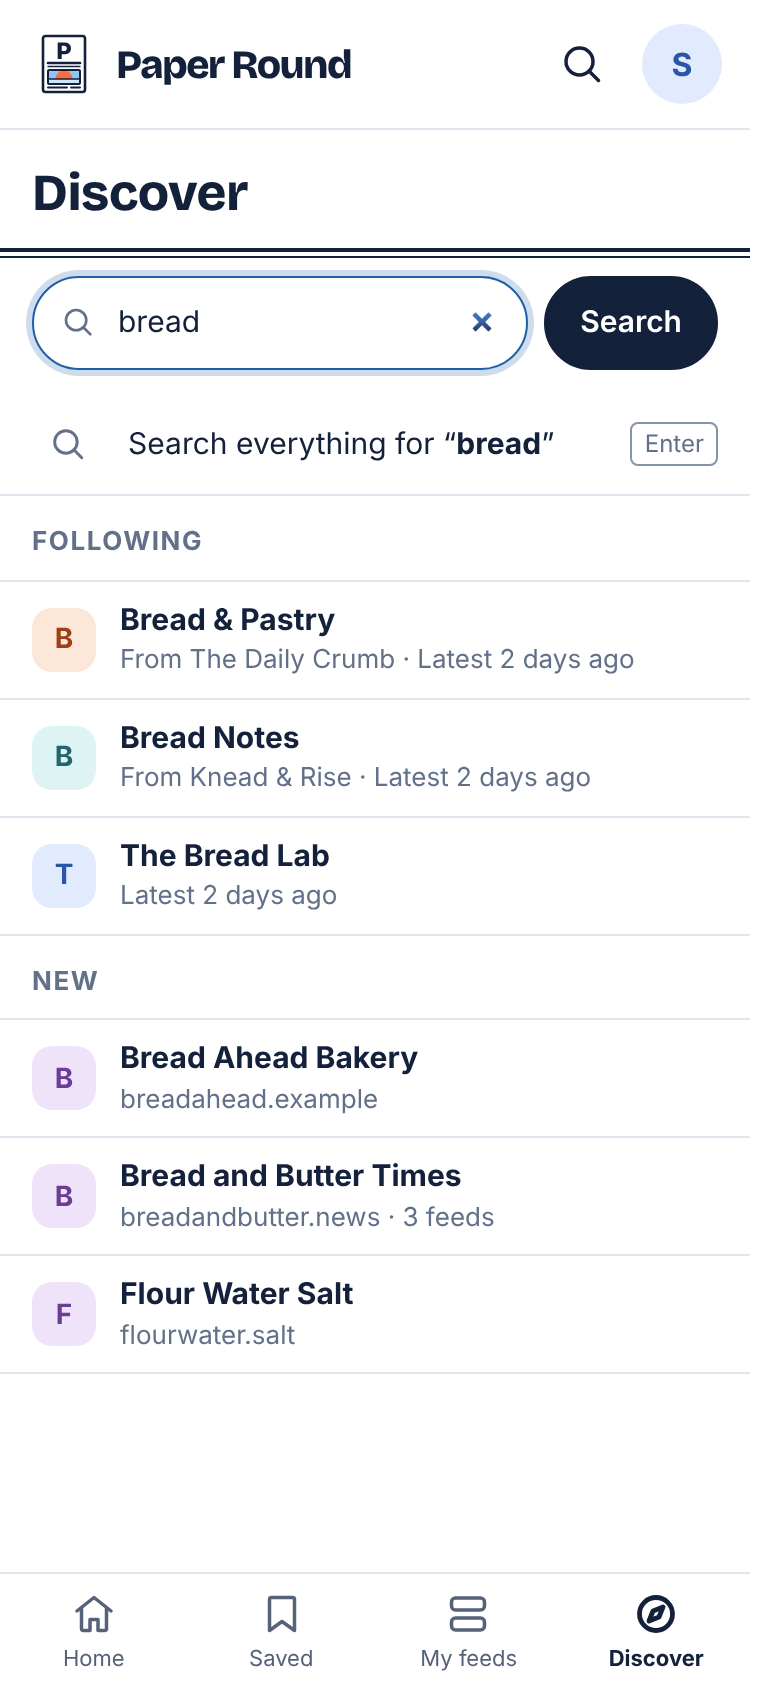 P
Paper Round
S
Discover
bread
Search
Search everything for “bread”
Enter
FOLLOWING
B
Bread & Pastry
From The Daily Crumb · Latest 2 days ago
B
Bread Notes
From Knead & Rise · Latest 2 days ago
T
The Bread Lab
Latest 2 days ago
NEW
B
Bread Ahead Bakery
breadahead.example
B
Bread and Butter Times
breadandbutter.news · 3 feeds
F
Flour Water Salt
flourwater.salt
Home
Saved
My feeds
Discover